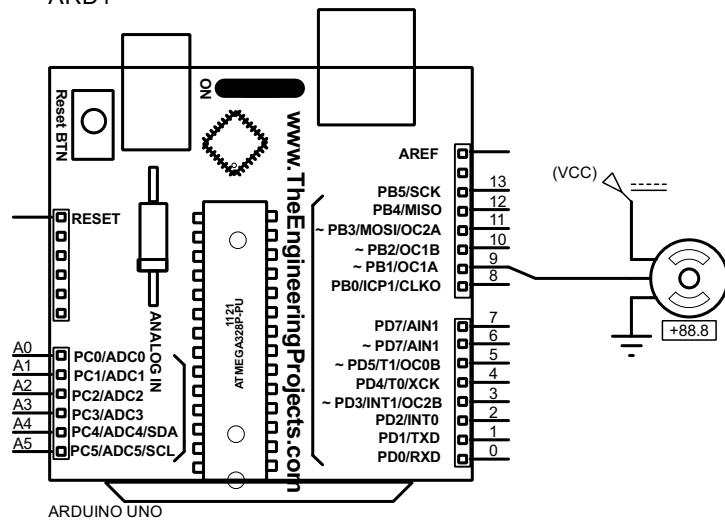 ARD1
ON
Reset BTN
www.TheEngineeringProjects.com
AREF
PB5/SCK 13
PB4/MISO 12
~ PB3/MOSI/OC2A 11
~ PB2/OC1B 10
~ PB1/OC1A 9
PB0/ICP1/CLKO 8
PD7/AIN1 7
~ PD7/AIN1 6
~ PD5/T1/OC0B 5
PD4/T0/XCK 4
~ PD3/INT1/OC2B 3
PD2/INT0 2
PD1/TXD 1
PD0/RXD 0
RESET
ANALOG IN
1121
ATMEGA328P-PU
A0 PC0/ADC0
A1 PC1/ADC1
A2 PC2/ADC2
A3 PC3/ADC3
A4 PC4/ADC4/SDA
A5 PC5/ADC5/SCL
ARDUINO UNO
(VCC)
+88.8